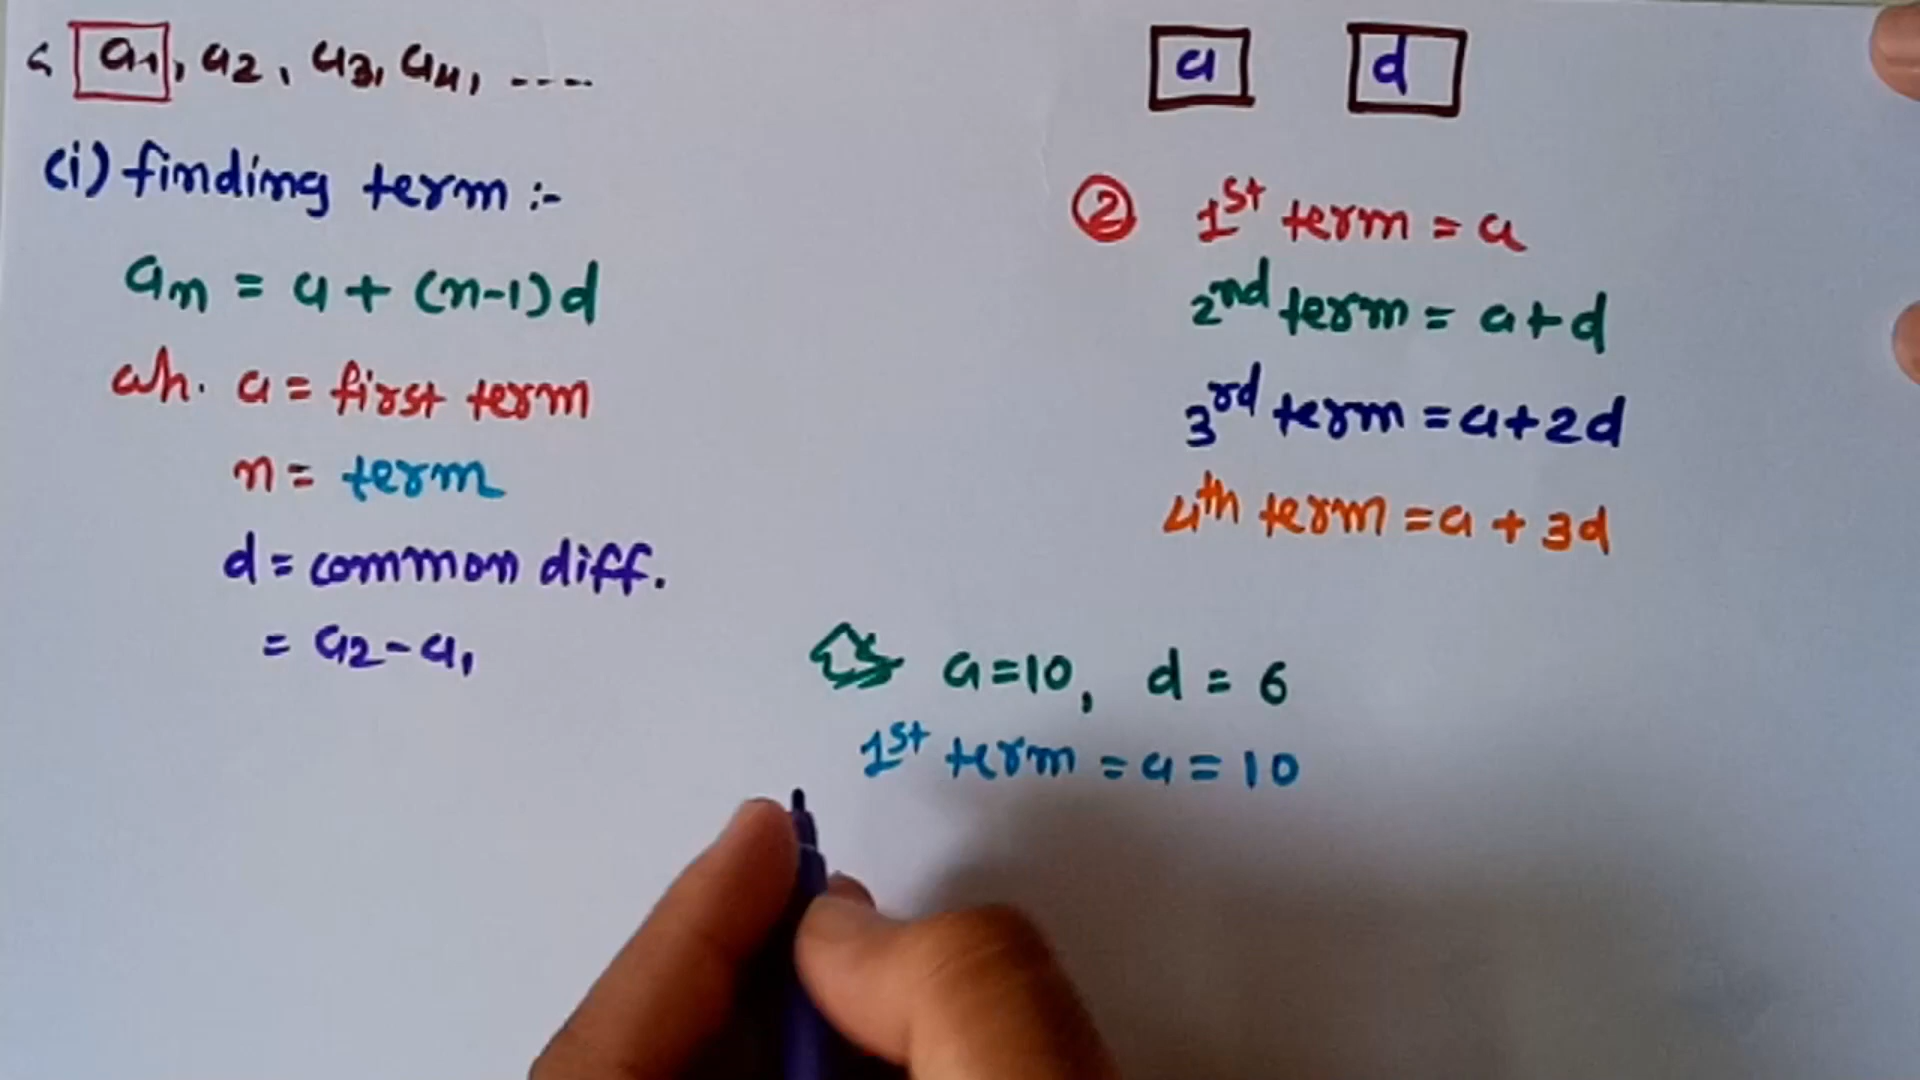 a1, a2, a3, a4, ....
(i) finding term :-
an = a + (n-1)d
wh. a = first term
n = term
d = common diff.
= a2 - a1
a d
② 1st term = a
2nd term = a+d
3rd term = a+2d
4th term = a + 3d
a=10, d = 6
1st term = a = 10